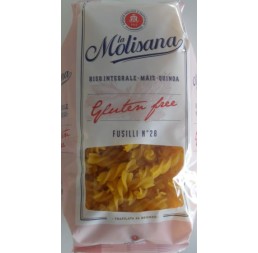 la
Molisana
RISO INTEGRALE • MAIS • QUINOA
Gluten free
FUSILLI N°28